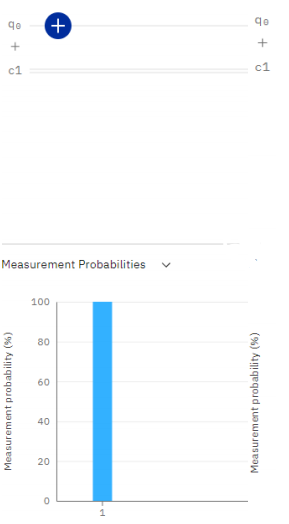 q0 q0
+ +
c1 c1
Measurement Probabilities
Measurement probability (%)
100
80
60
40
20
0
1
Measurement probability (%)